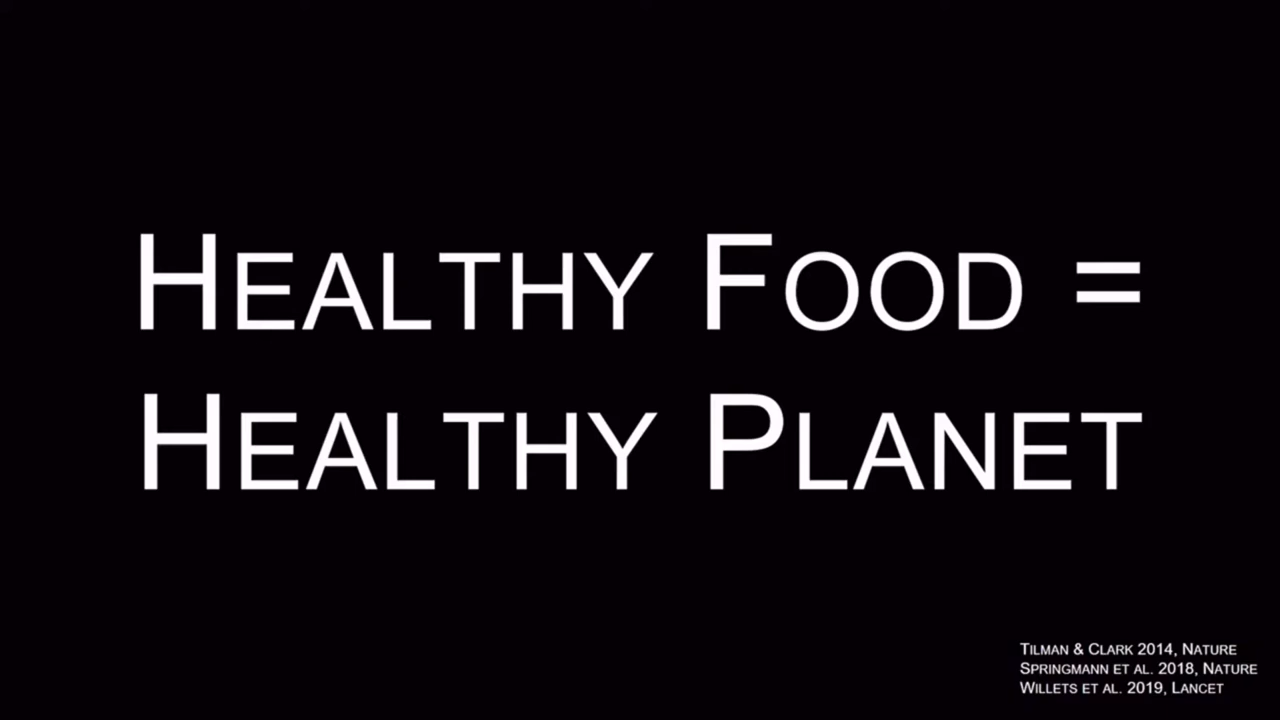 Healthy Food =
Healthy Planet
Tilman & Clark 2014, Nature
Springmann et al. 2018, Nature
Willets et al. 2019, Lancet